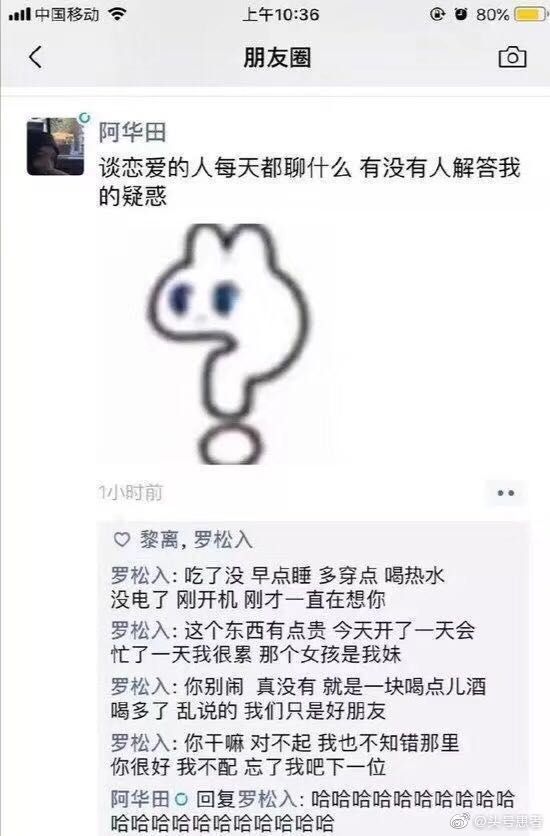 中国移动
上午10:36
80%
朋友圈
阿华田
谈恋爱的人每天都聊什么 有没有人解答我
的疑惑
1小时前
黎离, 罗松入
罗松入: 吃了没 早点睡 多穿点 喝热水
没电了 刚开机 刚才一直在想你
罗松入: 这个东西有点贵 今天开了一天会
忙了一天我很累 那个女孩是我妹
罗松入: 你别闹 真没有 就是一块喝点儿酒
喝多了 乱说的 我们只是好朋友
罗松入: 你干嘛 对不起 我也不知错那里
你很好 我不配 忘了我吧下一位
阿华田 回复罗松入: 哈哈哈哈哈哈哈哈哈哈
哈哈哈哈哈哈哈哈哈哈哈
@头号思者